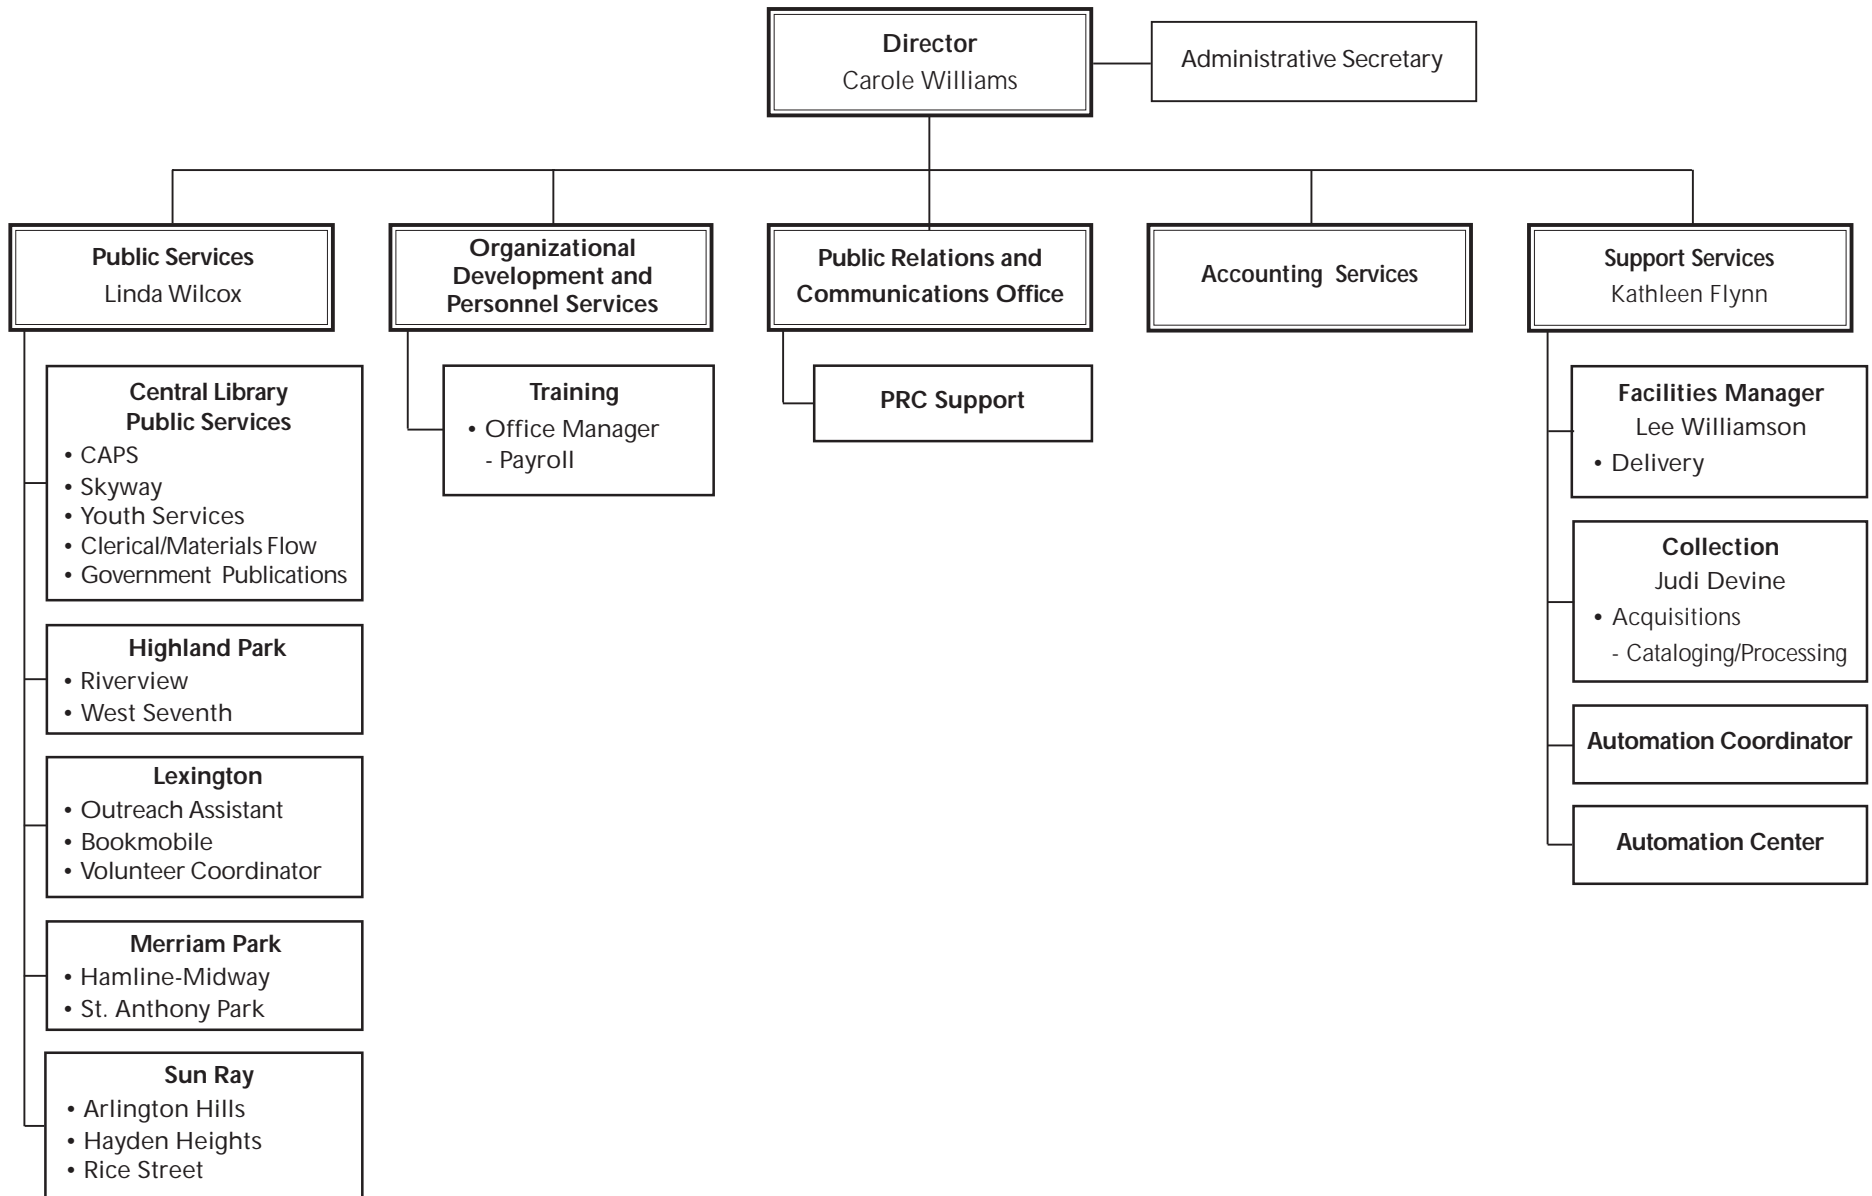 Director
Carole Williams
Administrative Secretary
Public Services
Linda Wilcox
Central Library
Public Services
• CAPS
• Skyway
• Youth Services
• Clerical/Materials Flow
• Government Publications
Highland Park
• Riverview
• West Seventh
Lexington
• Outreach Assistant
• Bookmobile
• Volunteer Coordinator
Merriam Park
• Hamline-Midway
• St. Anthony Park
Sun Ray
• Arlington Hills
• Hayden Heights
• Rice Street
Organizational
Development and
Personnel Services
Training
• Office Manager
- Payroll
Public Relations and
Communications Office
PRC Support
Accounting Services
Support Services
Kathleen Flynn
Facilities Manager
Lee Williamson
• Delivery
Collection
Judi Devine
• Acquisitions
- Cataloging/Processing
Automation Coordinator
Automation Center